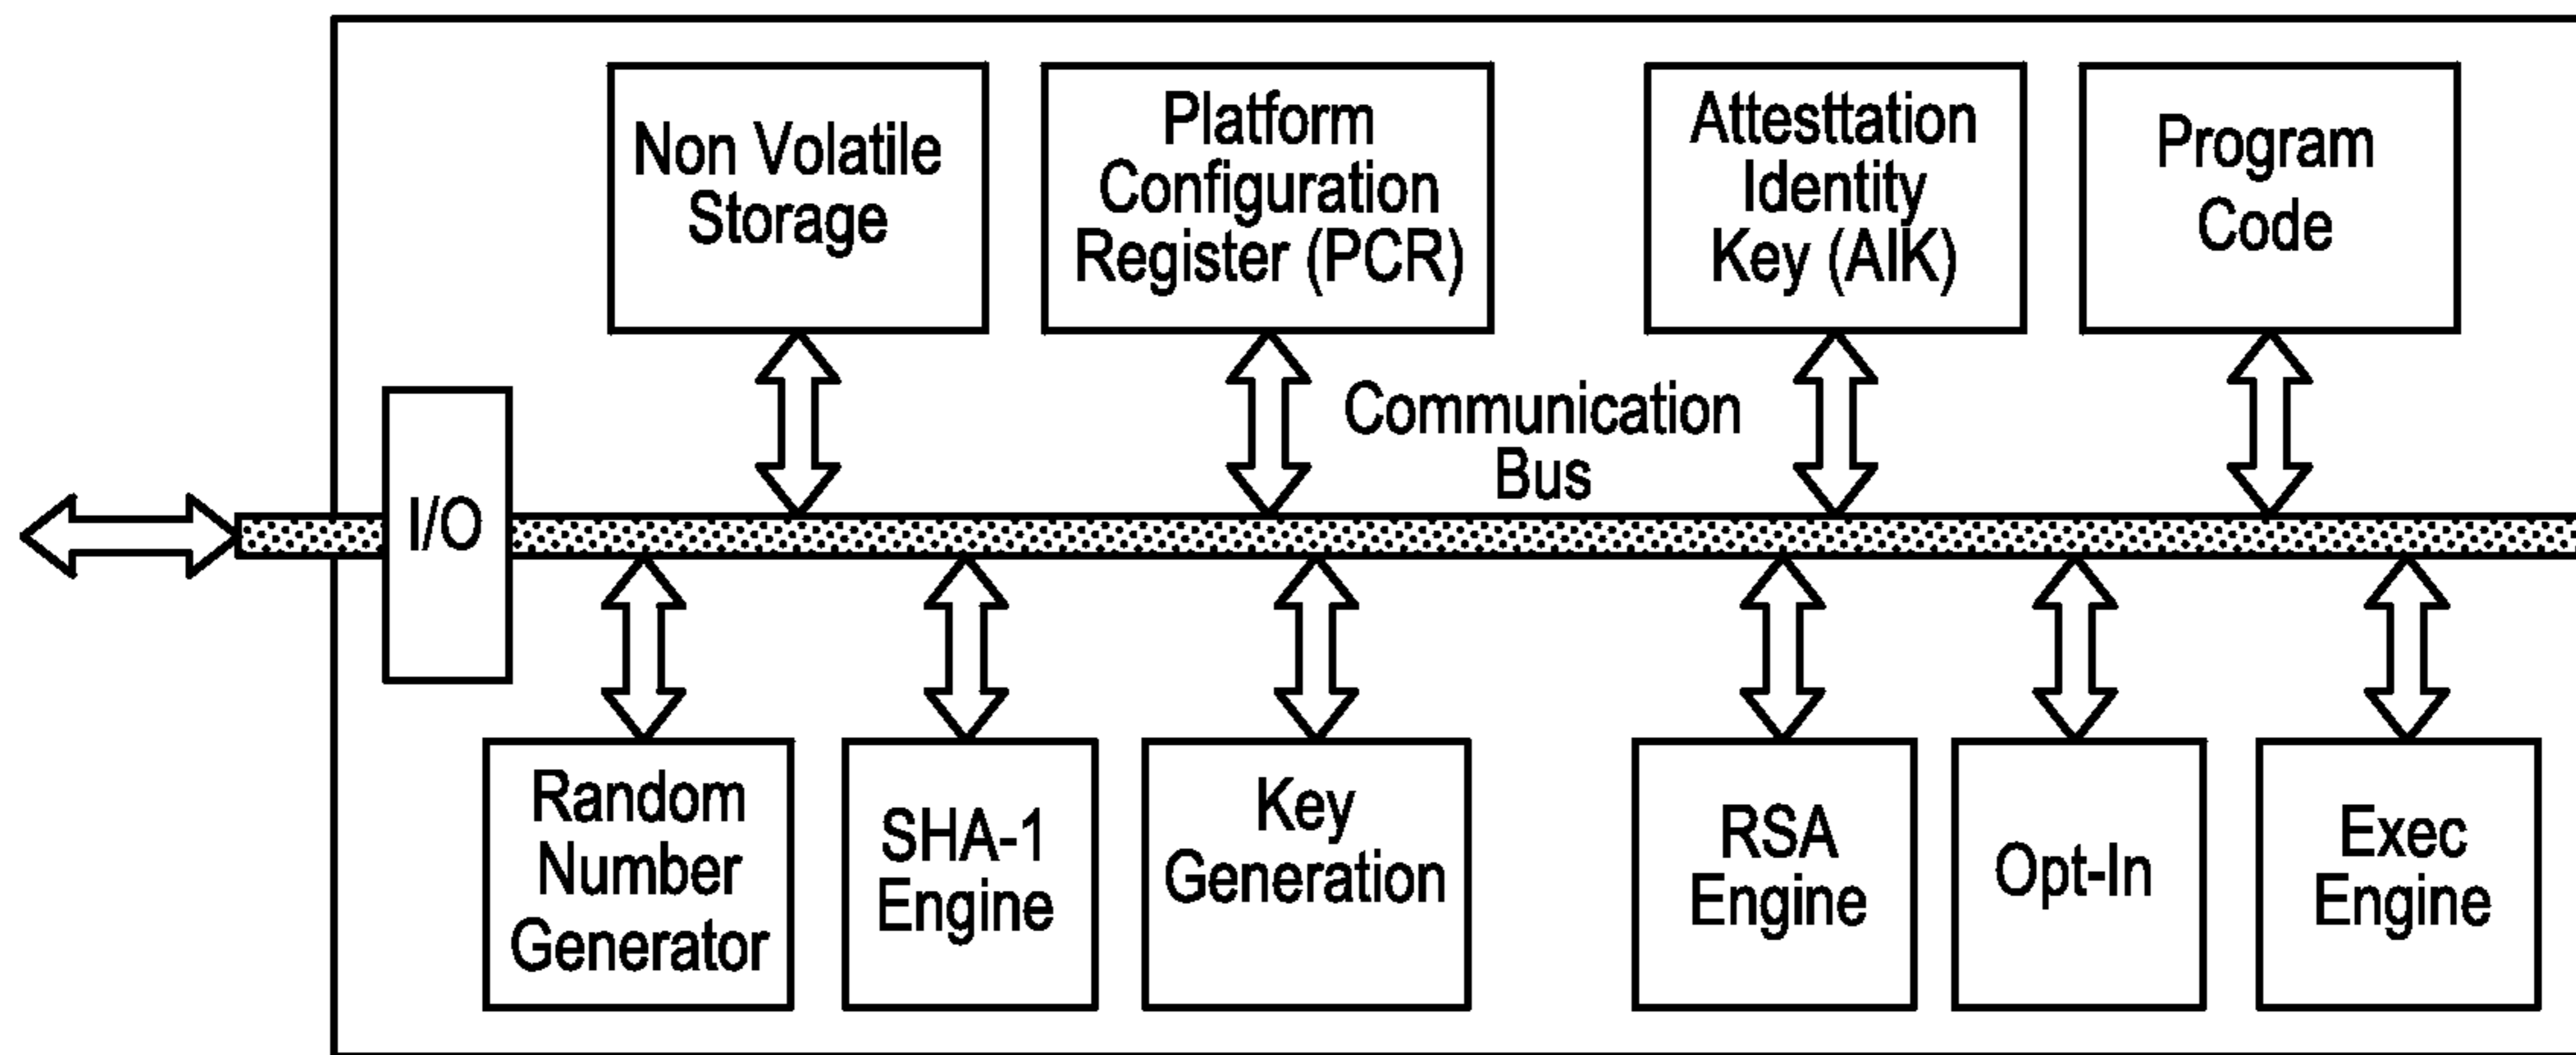 Non Volatile
Storage
Platform
Configuration
Register (PCR)
Attesttation
Identity
Key (AIK)
Program
Code
Communication
Bus
I/O
Random
Number
Generator
SHA-1
Engine
Key
Generation
RSA
Engine
Opt-In
Exec
Engine